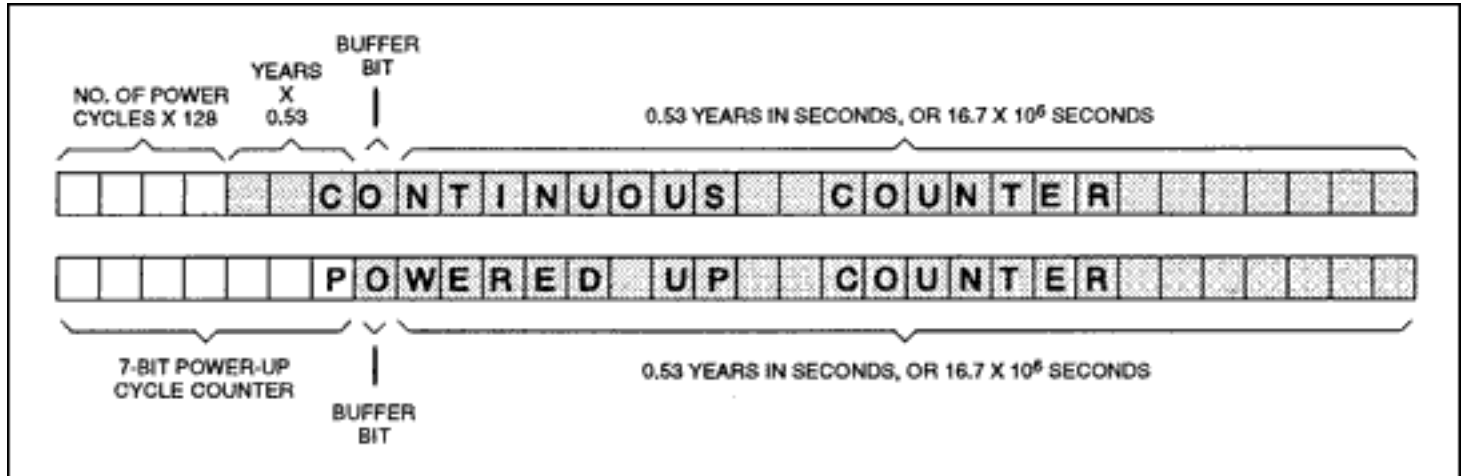 BUFFER
BIT
YEARS
X
0.53
NO. OF POWER
CYCLES X 128
0.53 YEARS IN SECONDS, OR 16.7 X 10⁶ SECONDS
CONTINUOUS COUNTER
POWERED UP COUNTER
7-BIT POWER-UP
CYCLE COUNTER
0.53 YEARS IN SECONDS, OR 16.7 X 10⁶ SECONDS
BUFFER
BIT